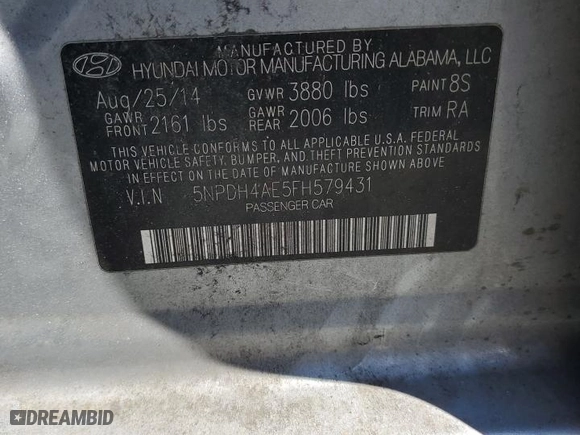 MANUFACTURED BY
HYUNDAI MOTOR MANUFACTURING ALABAMA, LLC
Aug/25/14 GVWR 3880 lbs PAINT 8S
GAWR FRONT 2161 lbs GAWR REAR 2006 lbs TRIM RA
THIS VEHICLE CONFORMS TO ALL APPLICABLE U.S.A. FEDERAL
MOTOR VEHICLE SAFETY, BUMPER, AND THEFT PREVENTION STANDARDS
IN EFFECT ON THE DATE OF MANUFACTURE SHOWN ABOVE.
V.I.N 5NPDH4AE5FH579431
PASSENGER CAR
DREAMBID